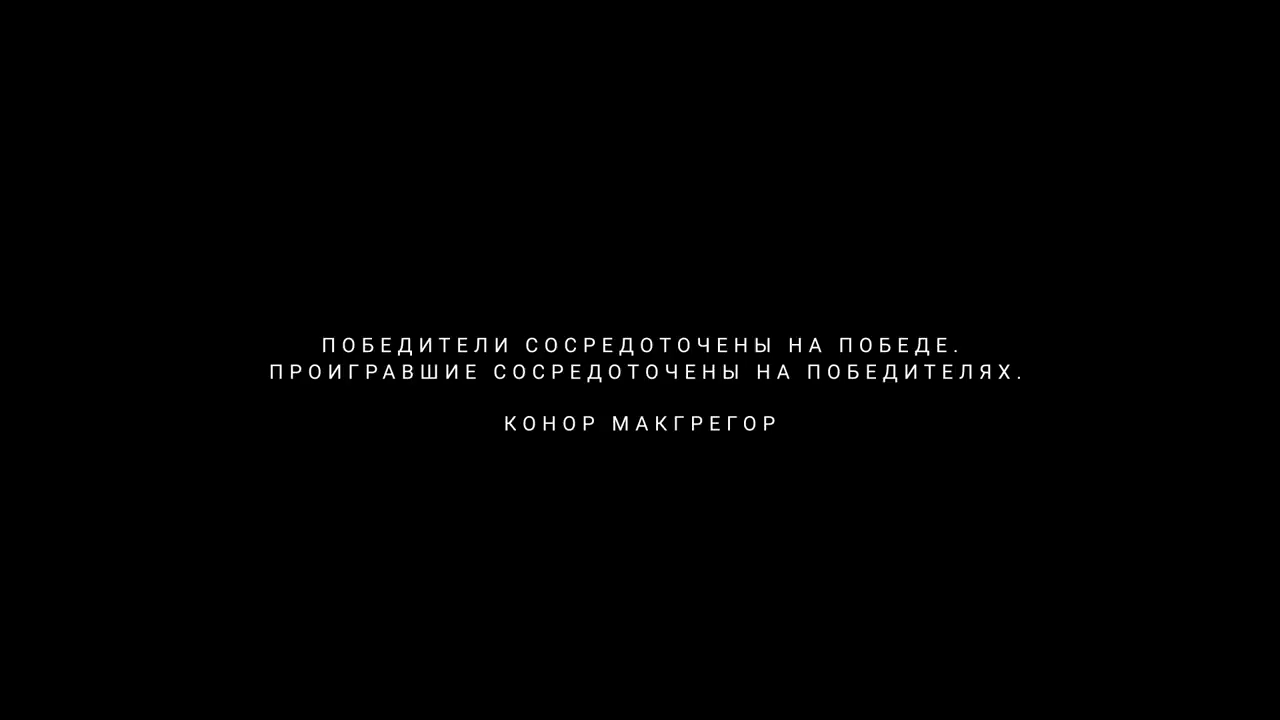 ПОБЕДИТЕЛИ СОСРЕДОТОЧЕНЫ НА ПОБЕДЕ.
ПРОИГРАВШИЕ СОСРЕДОТОЧЕНЫ НА ПОБЕДИТЕЛЯХ.
КОНОР МАКГРЕГОР